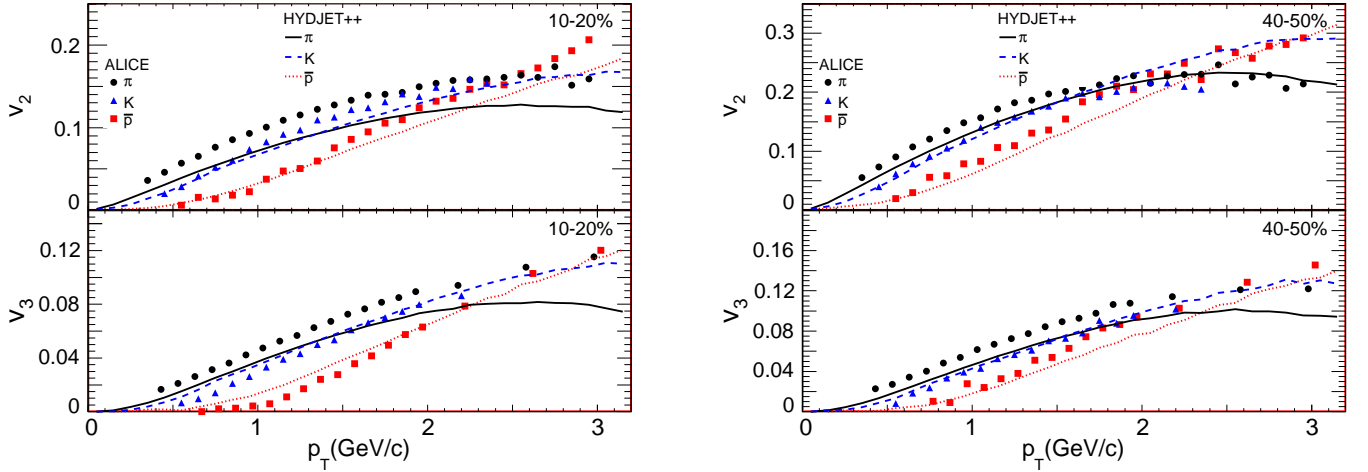 HYDJET++
10-20%
π
K
p̅
ALICE
π
K
p̅
v2
0.2
0.1
0
10-20%
v3
0.12
0.08
0.04
0
0 1 2 3
pT(GeV/c)
HYDJET++
40-50%
π
K
p̅
ALICE
π
K
p̅
v2
0.3
0.2
0.1
0
40-50%
v3
0.16
0.12
0.08
0.04
0
0 1 2 3
pT(GeV/c)